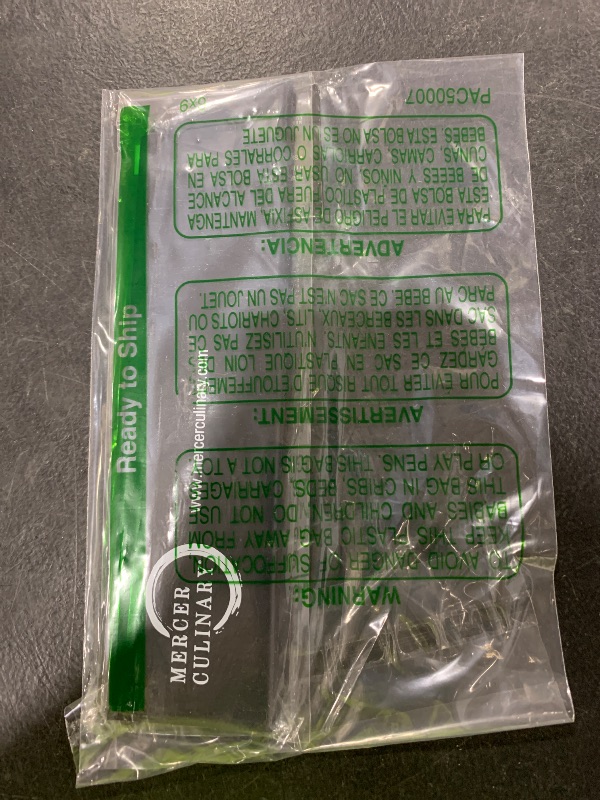 WARNING:
TO AVOID DANGER OF SUFFOCATION,
KEEP THIS PLASTIC BAG AWAY FROM
BABIES AND CHILDREN. DO NOT USE
THIS BAG IN CRIBS, BEDS, CARRIAGES
OR PLAY PENS. THIS BAG IS NOT A TOY
AVERTISSEMENT:
POUR ÉVITER TOUT RISQUE D'ETOUFFEMENT
GARDEZ CE SAC EN PLASTIQUE LOIN DES
BEBES ET LES ENFANTS. N'UTILISEZ PAS CE
SAC DANS LES BERCEAUX, LITS, CHARIOTS OU
PARC AU BEBE. CE SAC N'EST PAS UN JOUET.
ADVERTENCIA:
PARA EVITAR EL PELIGRO DE ASFIXIA, MANTENGA
ESTA BOLSA DE PLASTICO FUERA DEL ALCANCE
DE BEBES Y NINOS. NO USAR ESTA BOLSA EN
CUNAS, CAMAS, CARRIOLAS O CORRALES PARA
BEBES. ESTA BOLSA NO ES UN JUGUETE
PAC50007
6x9
Ready to Ship
MERCER
CULINARY
www.mercerculinary.com